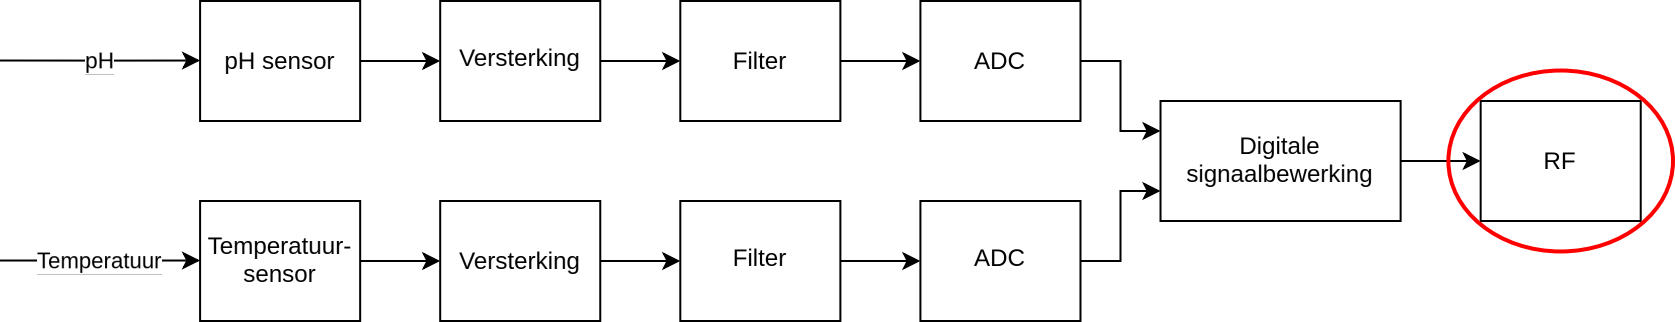 pH
pH sensor
Versterking
Filter
ADC
Digitale
signaalbewerking
RF
Temperatuur
Temperatuur-
sensor
Versterking
Filter
ADC